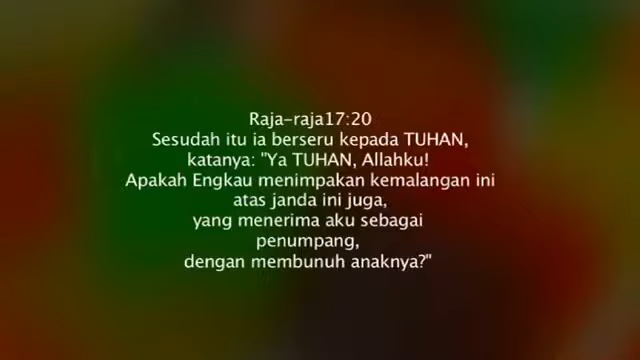 Raja-raja17:20
Sesudah itu ia berseru kepada TUHAN,
katanya: "Ya TUHAN, Allahku!
Apakah Engkau menimpakan kemalangan ini
atas janda ini juga,
yang menerima aku sebagai
penumpang,
dengan membunuh anaknya?"